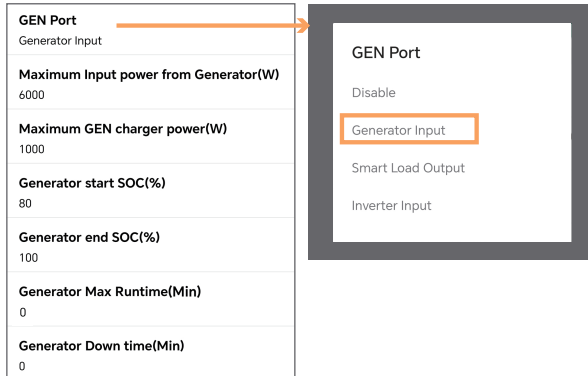 GEN Port
Generator Input
Maximum Input power from Generator(W)
6000
Maximum GEN charger power(W)
1000
Generator start SOC(%)
80
Generator end SOC(%)
100
Generator Max Runtime(Min)
0
Generator Down time(Min)
0
GEN Port
Disable
Generator Input
Smart Load Output
Inverter Input